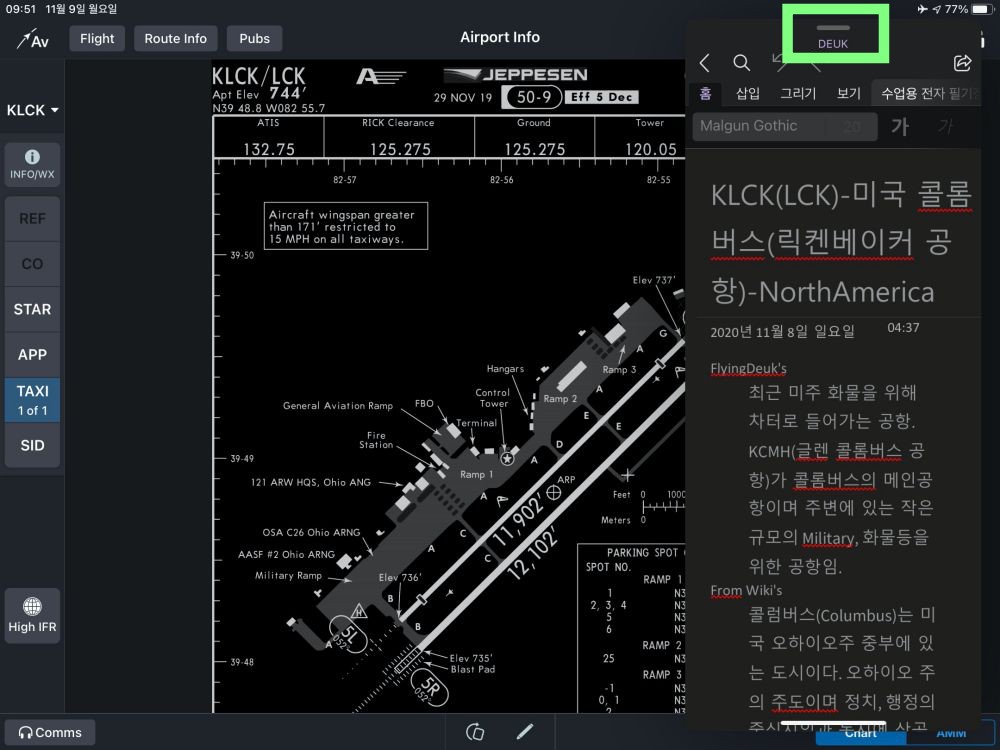 09:51 11월 9일 월요일
77%
Av
Flight
Route Info
Pubs
Airport Info
KLCK
INFO/WX
REF
CO
STAR
APP
TAXI
1 of 1
SID
High IFR
Comms
KLCK/LCK
Apt Elev 744'
N39 48.8 W082 55.7
JEPPESEN
29 NOV 19 50-9 Eff 5 Dec
ATIS
RICK Clearance
Ground
Tower
132.75
125.275
125.275
120.05
82-57
82-56
82-55
Aircraft wingspan greater
than 171' restricted to
15 MPH on all taxiways.
39-50
Elev 737'
G
A
Ramp 3
A
Hangars
Control
Tower
Ramp 2
A
E
E
General Aviation Ramp
FBO
Terminal
Fire
Station
D
39-49
A
Ramp 1
ARP
121 ARW HQS, Ohio ANG
A
Feet 0 1000
Meters 0
11,902'
OSA C26 Ohio ARNG
A
C
12,102'
AASF #2 Ohio ARNG
C
Military Ramp
Elev 736'
B
H
5L
052°
A
B
39-48
Elev 735'
Blast Pad
5R
052°
PARKING SPOT
SPOT NO.
RAMP 1
1 N3
2, 3, 4 N3
5 N3
6 N3
RAMP 2
25 N3
RAMP 3
-1 N3
0, 1 N3
2
DEUK
홈
삽입
그리기
보기
수업용 전자 필기
Malgun Gothic 20 가 가
KLCK(LCK)-미국 콜롬
버스(릭켄베이커 공
항)-NorthAmerica
2020년 11월 8일 일요일 04:37
FlyingDeuk's
최근 미주 화물을 위해
차터로 들어가는 공항.
KCMH(글렌 콜롬버스 공
항)가 콜롬버스의 메인공
항이며 주변에 있는 작은
규모의 Military, 화물등을
위한 공항임.
From Wiki's
콜럼버스(Columbus)는 미
국 오하이오주 중부에 있
는 도시이다. 오하이오 주
의 주도이며 정치, 행정의
Chart
AMM